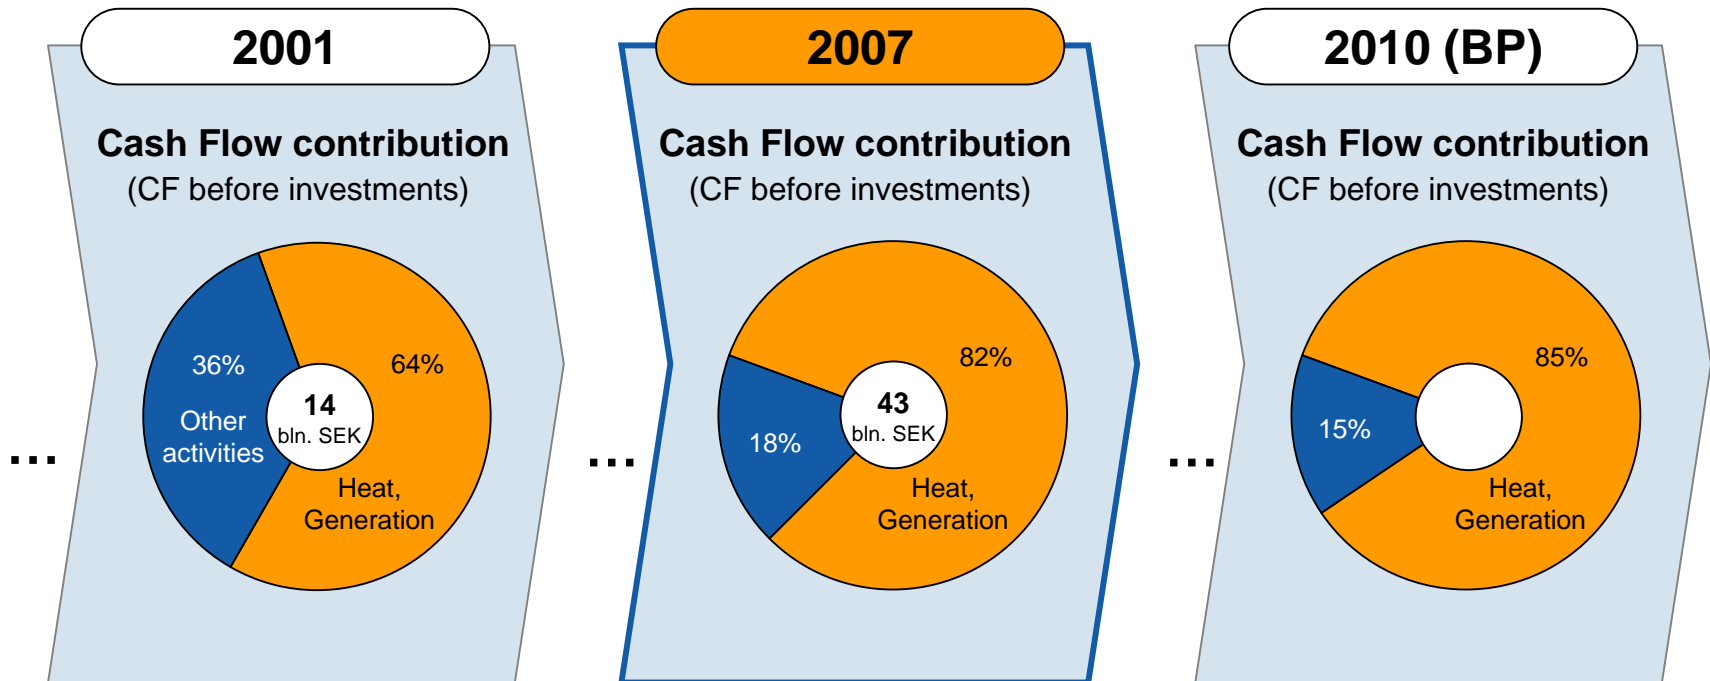 2001
Cash Flow contribution
(CF before investments)
36%
64%
Other
activities
14
bln. SEK
Heat,
Generation
...
2007
Cash Flow contribution
(CF before investments)
82%
18%
43
bln. SEK
Heat,
Generation
...
2010 (BP)
Cash Flow contribution
(CF before investments)
85%
15%
Heat,
Generation
...